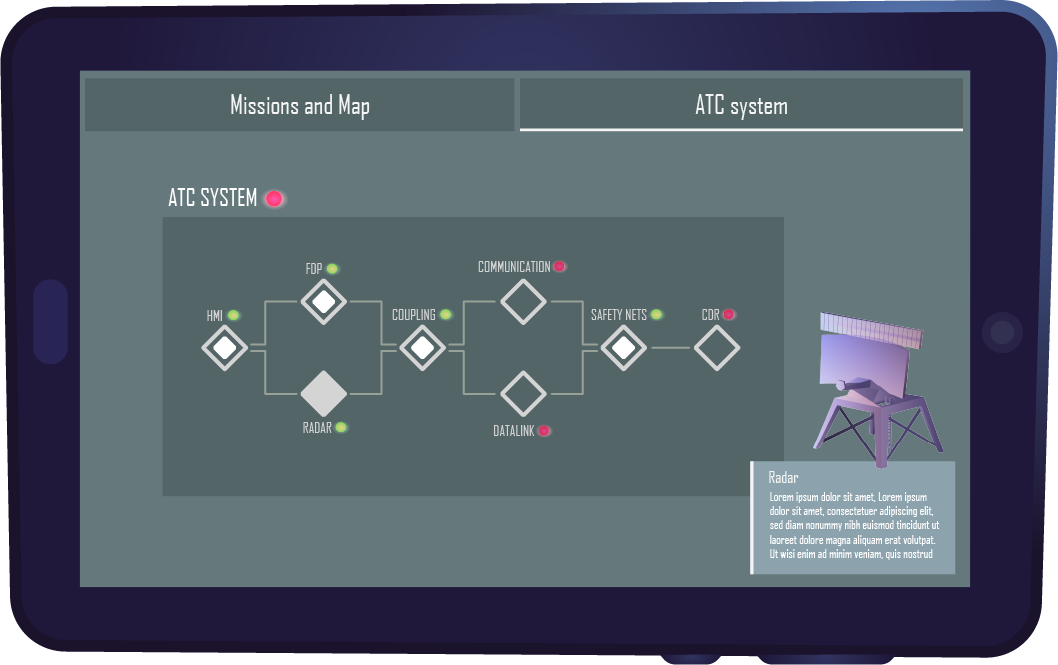 Missions and Map
ATC system
ATC SYSTEM
FDP
COMMUNICATION
HMI
COUPLING
SAFETY NETS
CDR
RADAR
DATALINK
Radar
Lorem ipsum dolor sit amet, Lorem ipsum
dolor sit amet, consectetuer adipiscing elit,
sed diam nonummy nibh euismod tincidunt ut
laoreet dolore magna aliquam erat volutpat.
Ut wisi enim ad minim veniam, quis nostrud